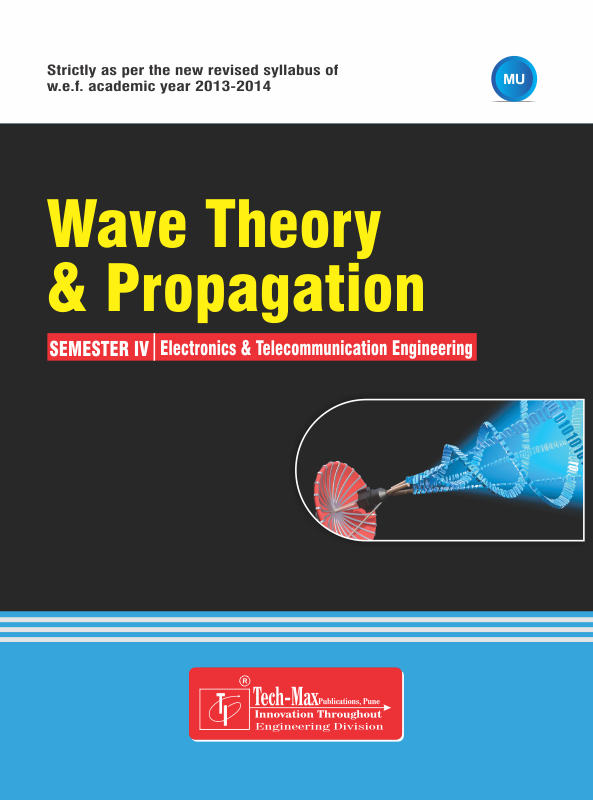 Strictly as per the new revised syllabus of
w.e.f. academic year 2013-2014
MU
Wave Theory
& Propagation
SEMESTER IV Electronics & Telecommunication Engineering
®
Tech-Max Publications, Pune
Innovation Throughout
Engineering Division